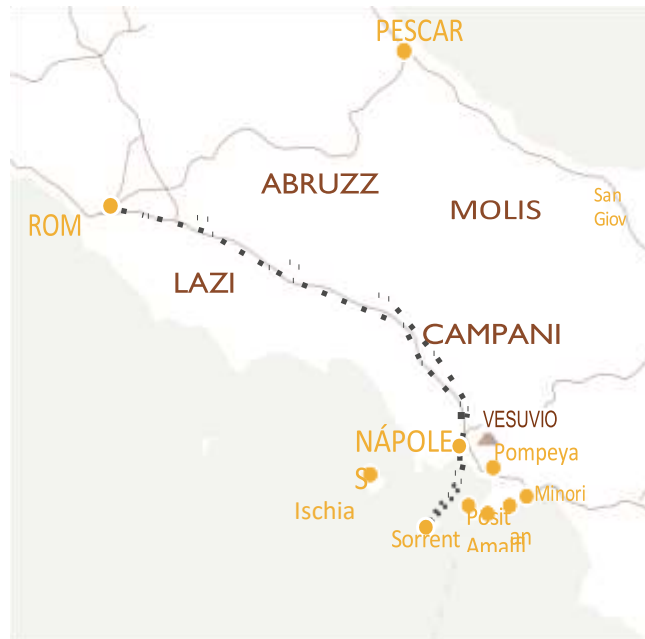 PESCAR
ABRUZZ
MOLIS
San
Giov
ROM
LAZI
CAMPANI
VESUVIO
NÁPOLE
S
Pompeya
Ischia
Minori
Posit
an
Sorrent
Amalfi